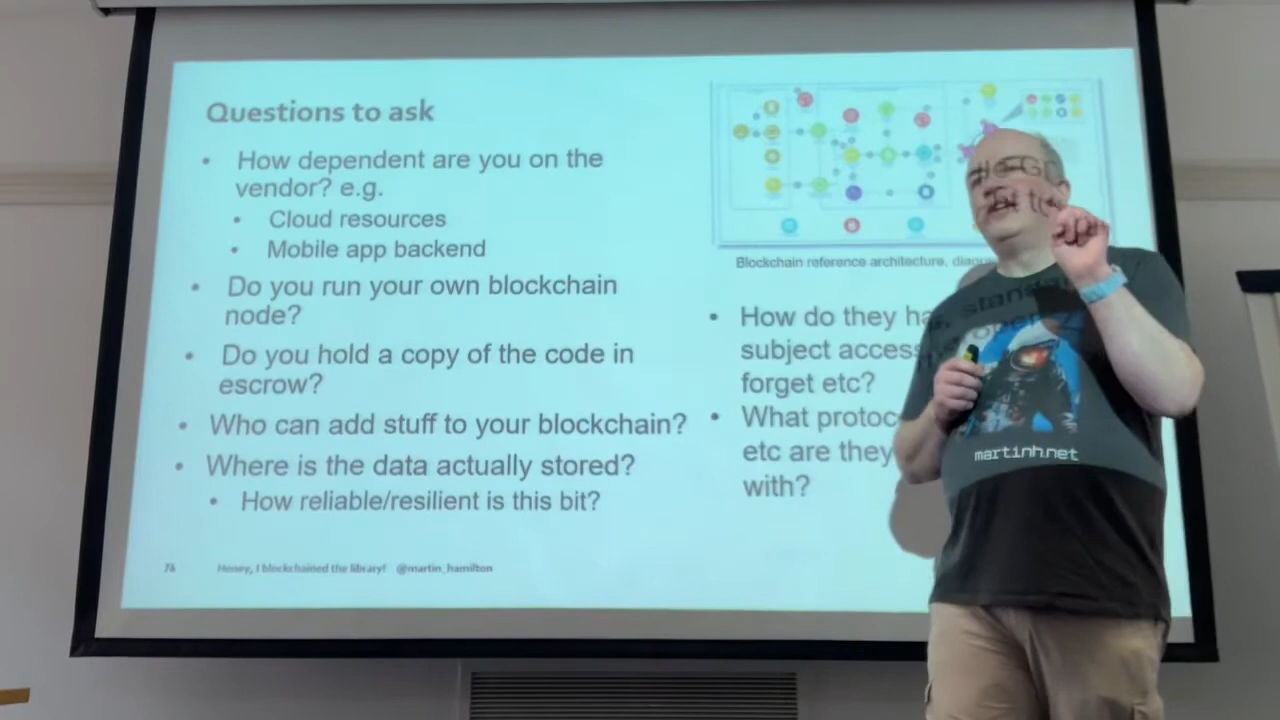 Questions to ask
• How dependent are you on the
vendor? e.g.
• Cloud resources
• Mobile app backend
• Do you run your own blockchain
node?
• Do you hold a copy of the code in
escrow?
• Who can add stuff to your blockchain?
• Where is the data actually stored?
• How reliable/resilient is this bit?
Blockchain reference architecture,
• How do they
subject access
forget etc?
• What
etc are they
with?
martinh.net
76 Honey, I blockchained the library! @martin_hamilton